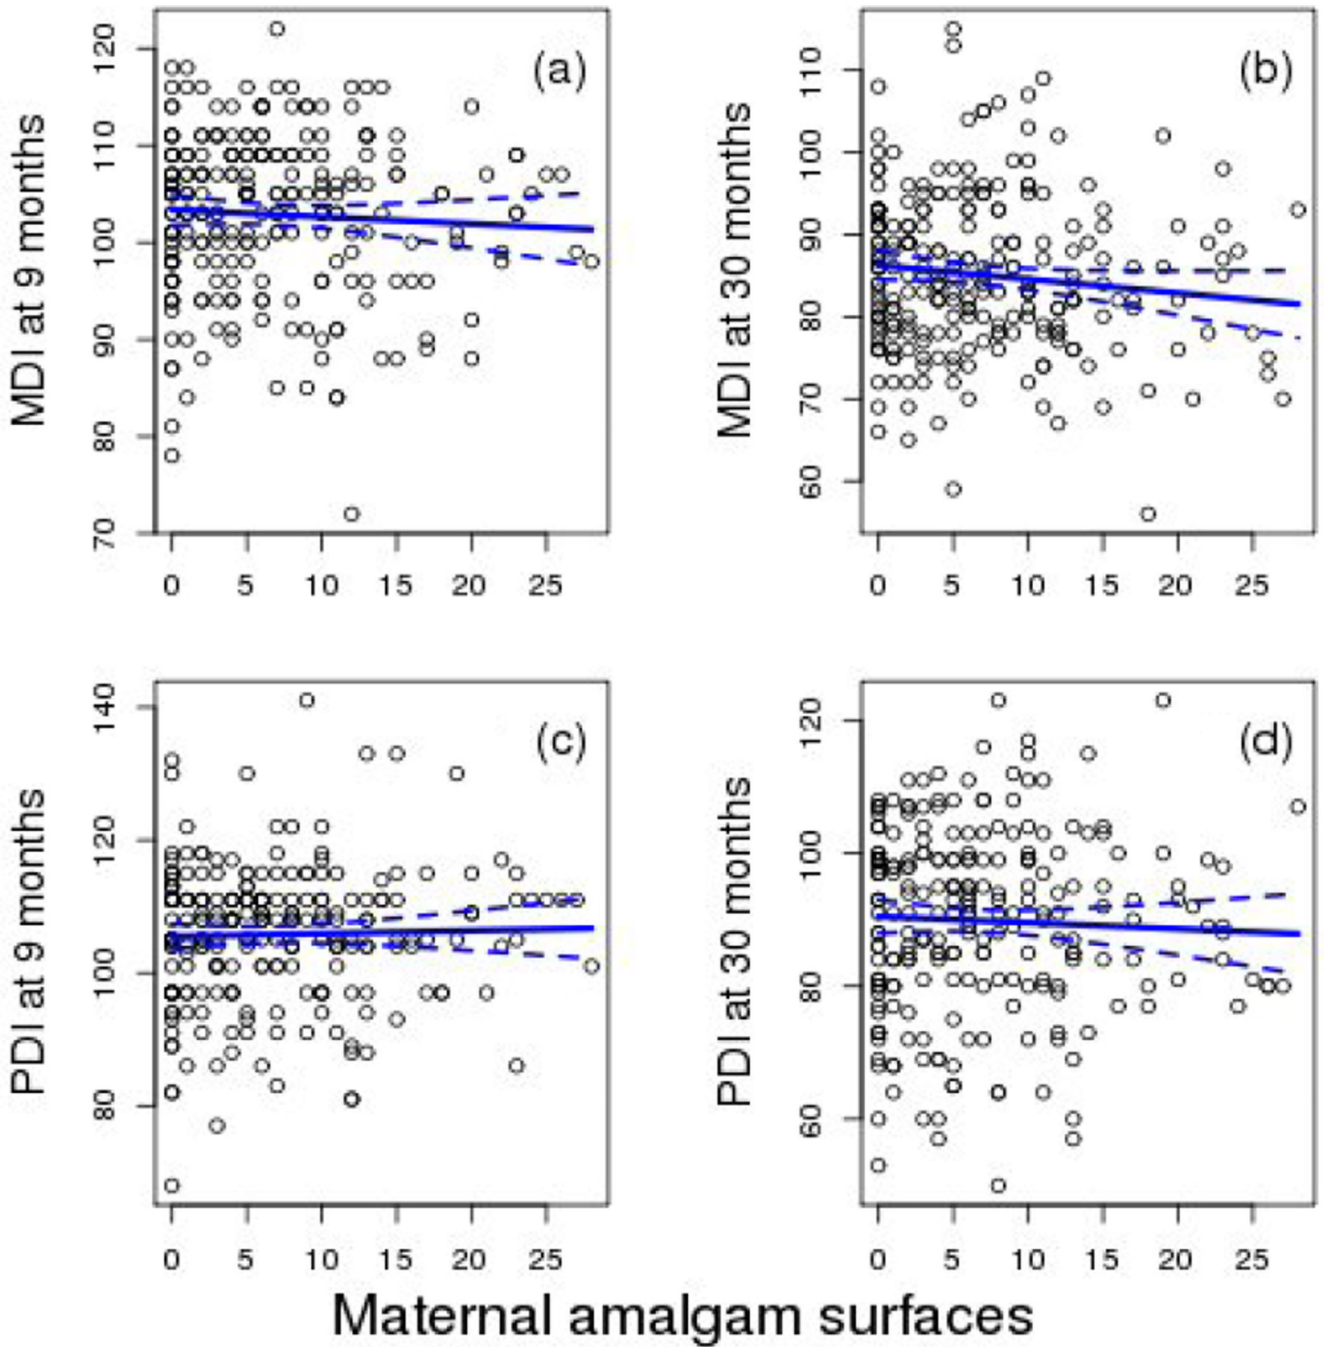 (a)
MDI at 9 months
70 80 90 100 110 120
0 5 10 15 20 25
(b)
MDI at 30 months
60 70 80 90 100 110
0 5 10 15 20 25
(c)
PDI at 9 months
80 100 120 140
0 5 10 15 20 25
(d)
PDI at 30 months
60 80 100 120
0 5 10 15 20 25
Maternal amalgam surfaces